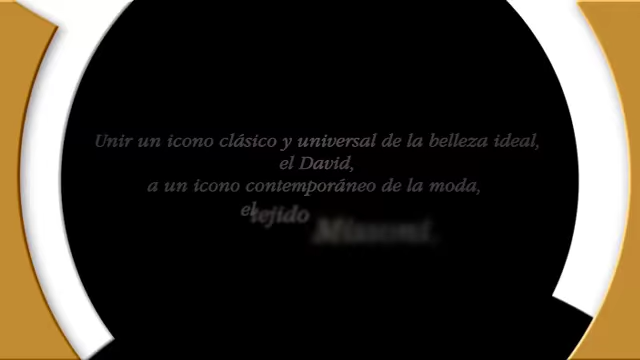 Unir un icono clásico y universal de la belleza ideal,
el David,
a un icono contemporáneo de la moda,
el tejido Missoni.